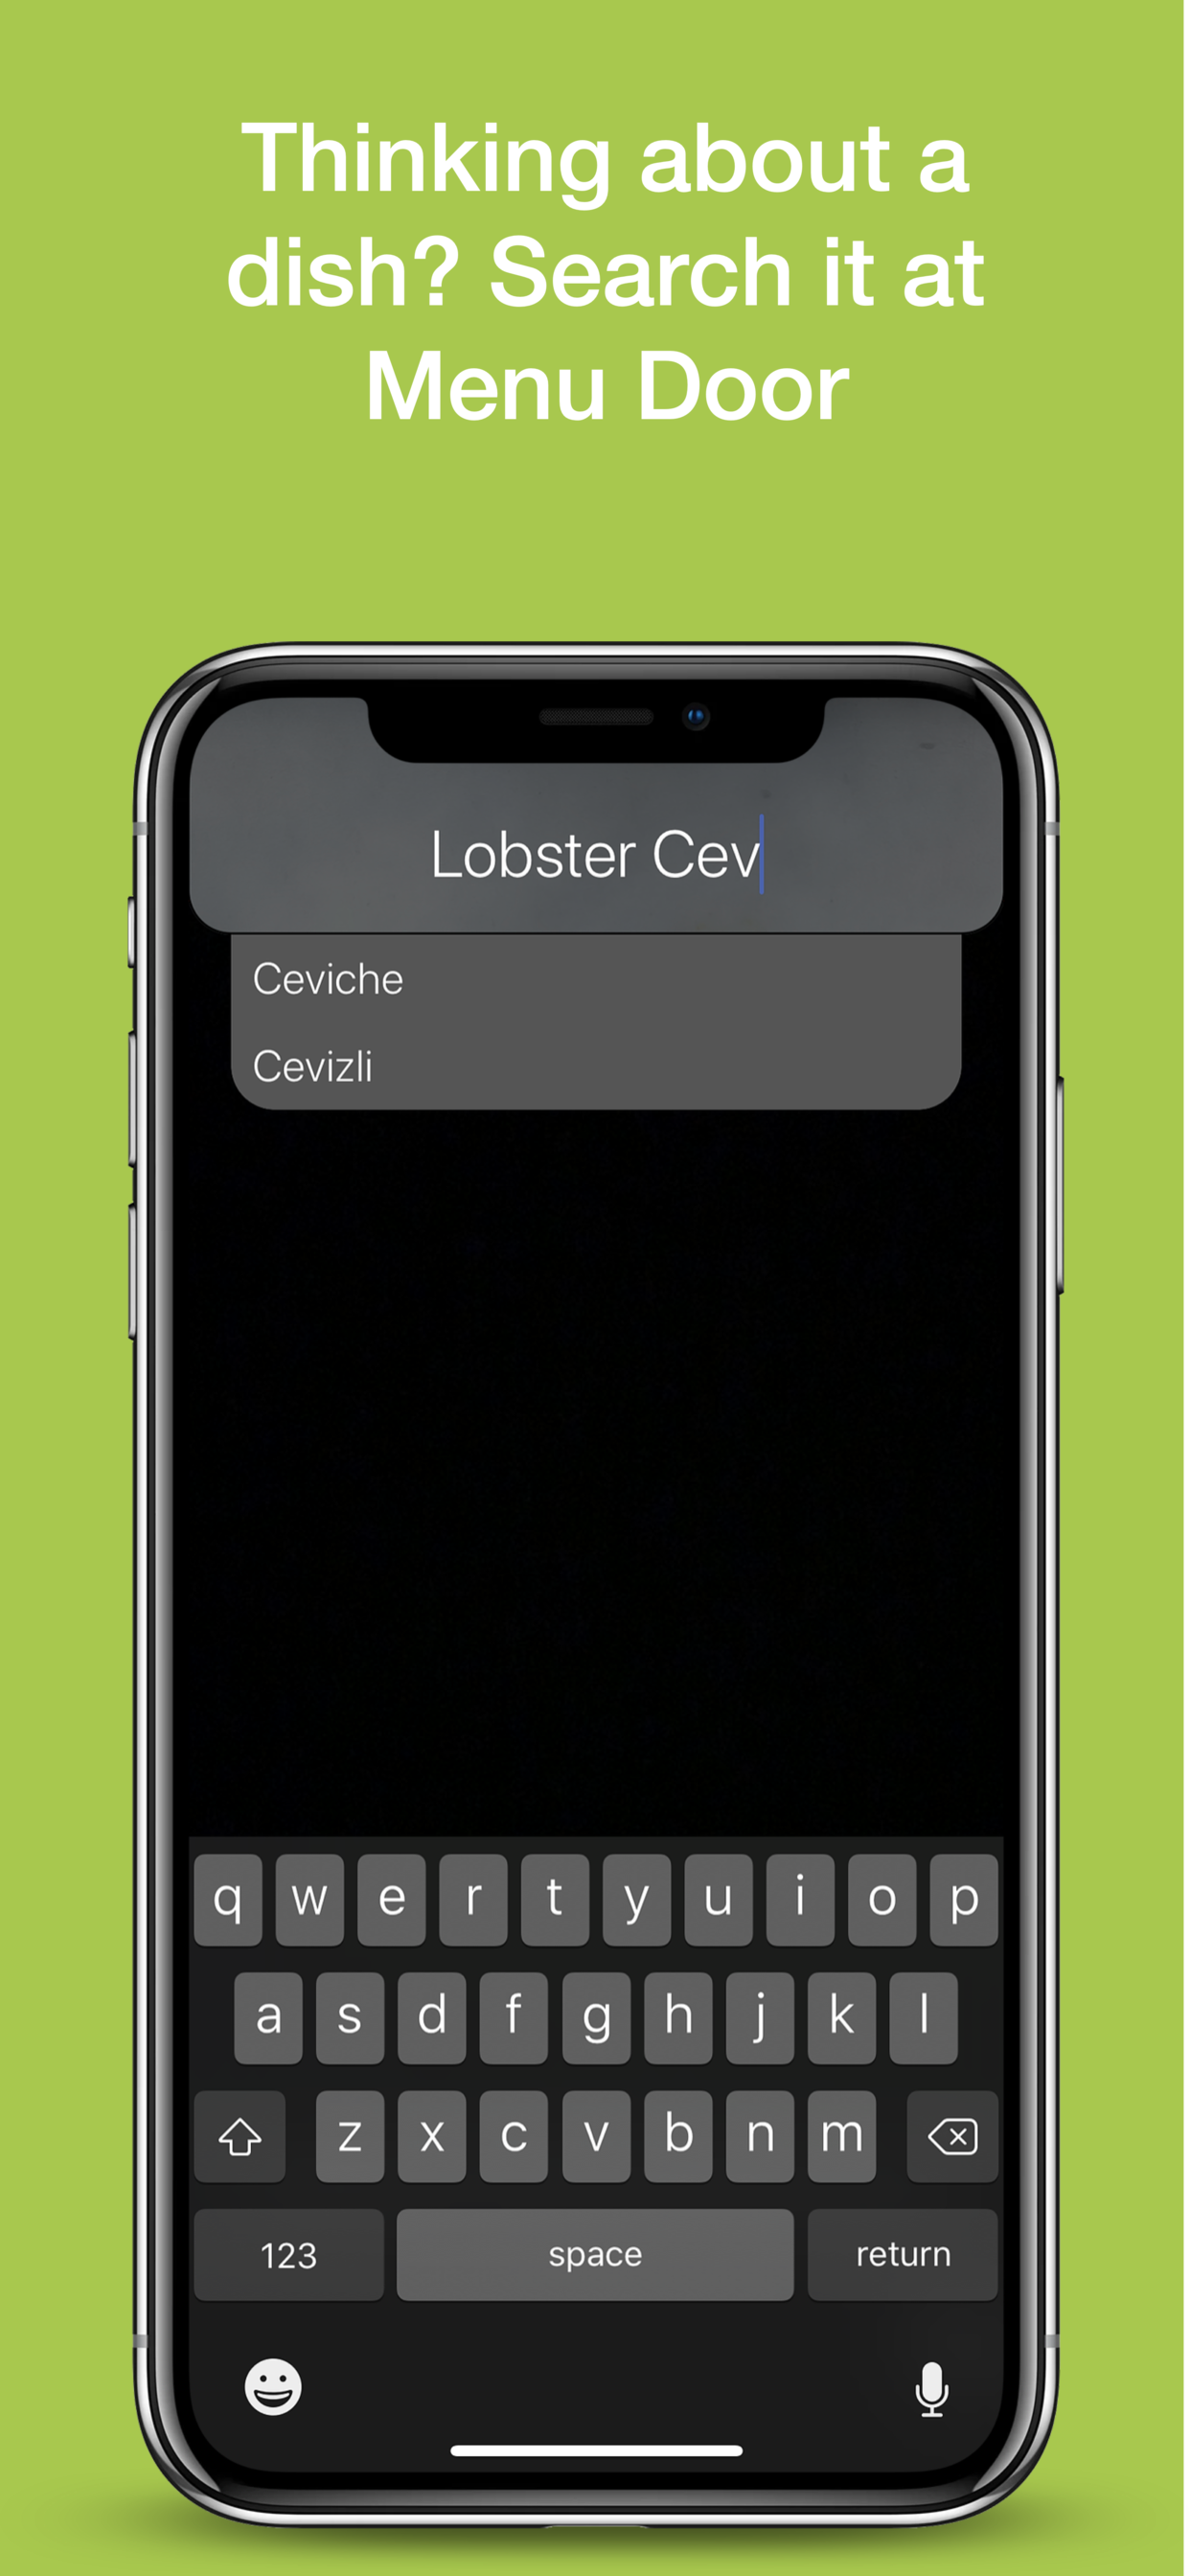 Thinking about a
dish? Search it at
Menu Door
Lobster Cev
Ceviche
Cevizli
q w e r t y u i o p
a s d f g h j k l
z x c v b n m
123 space return